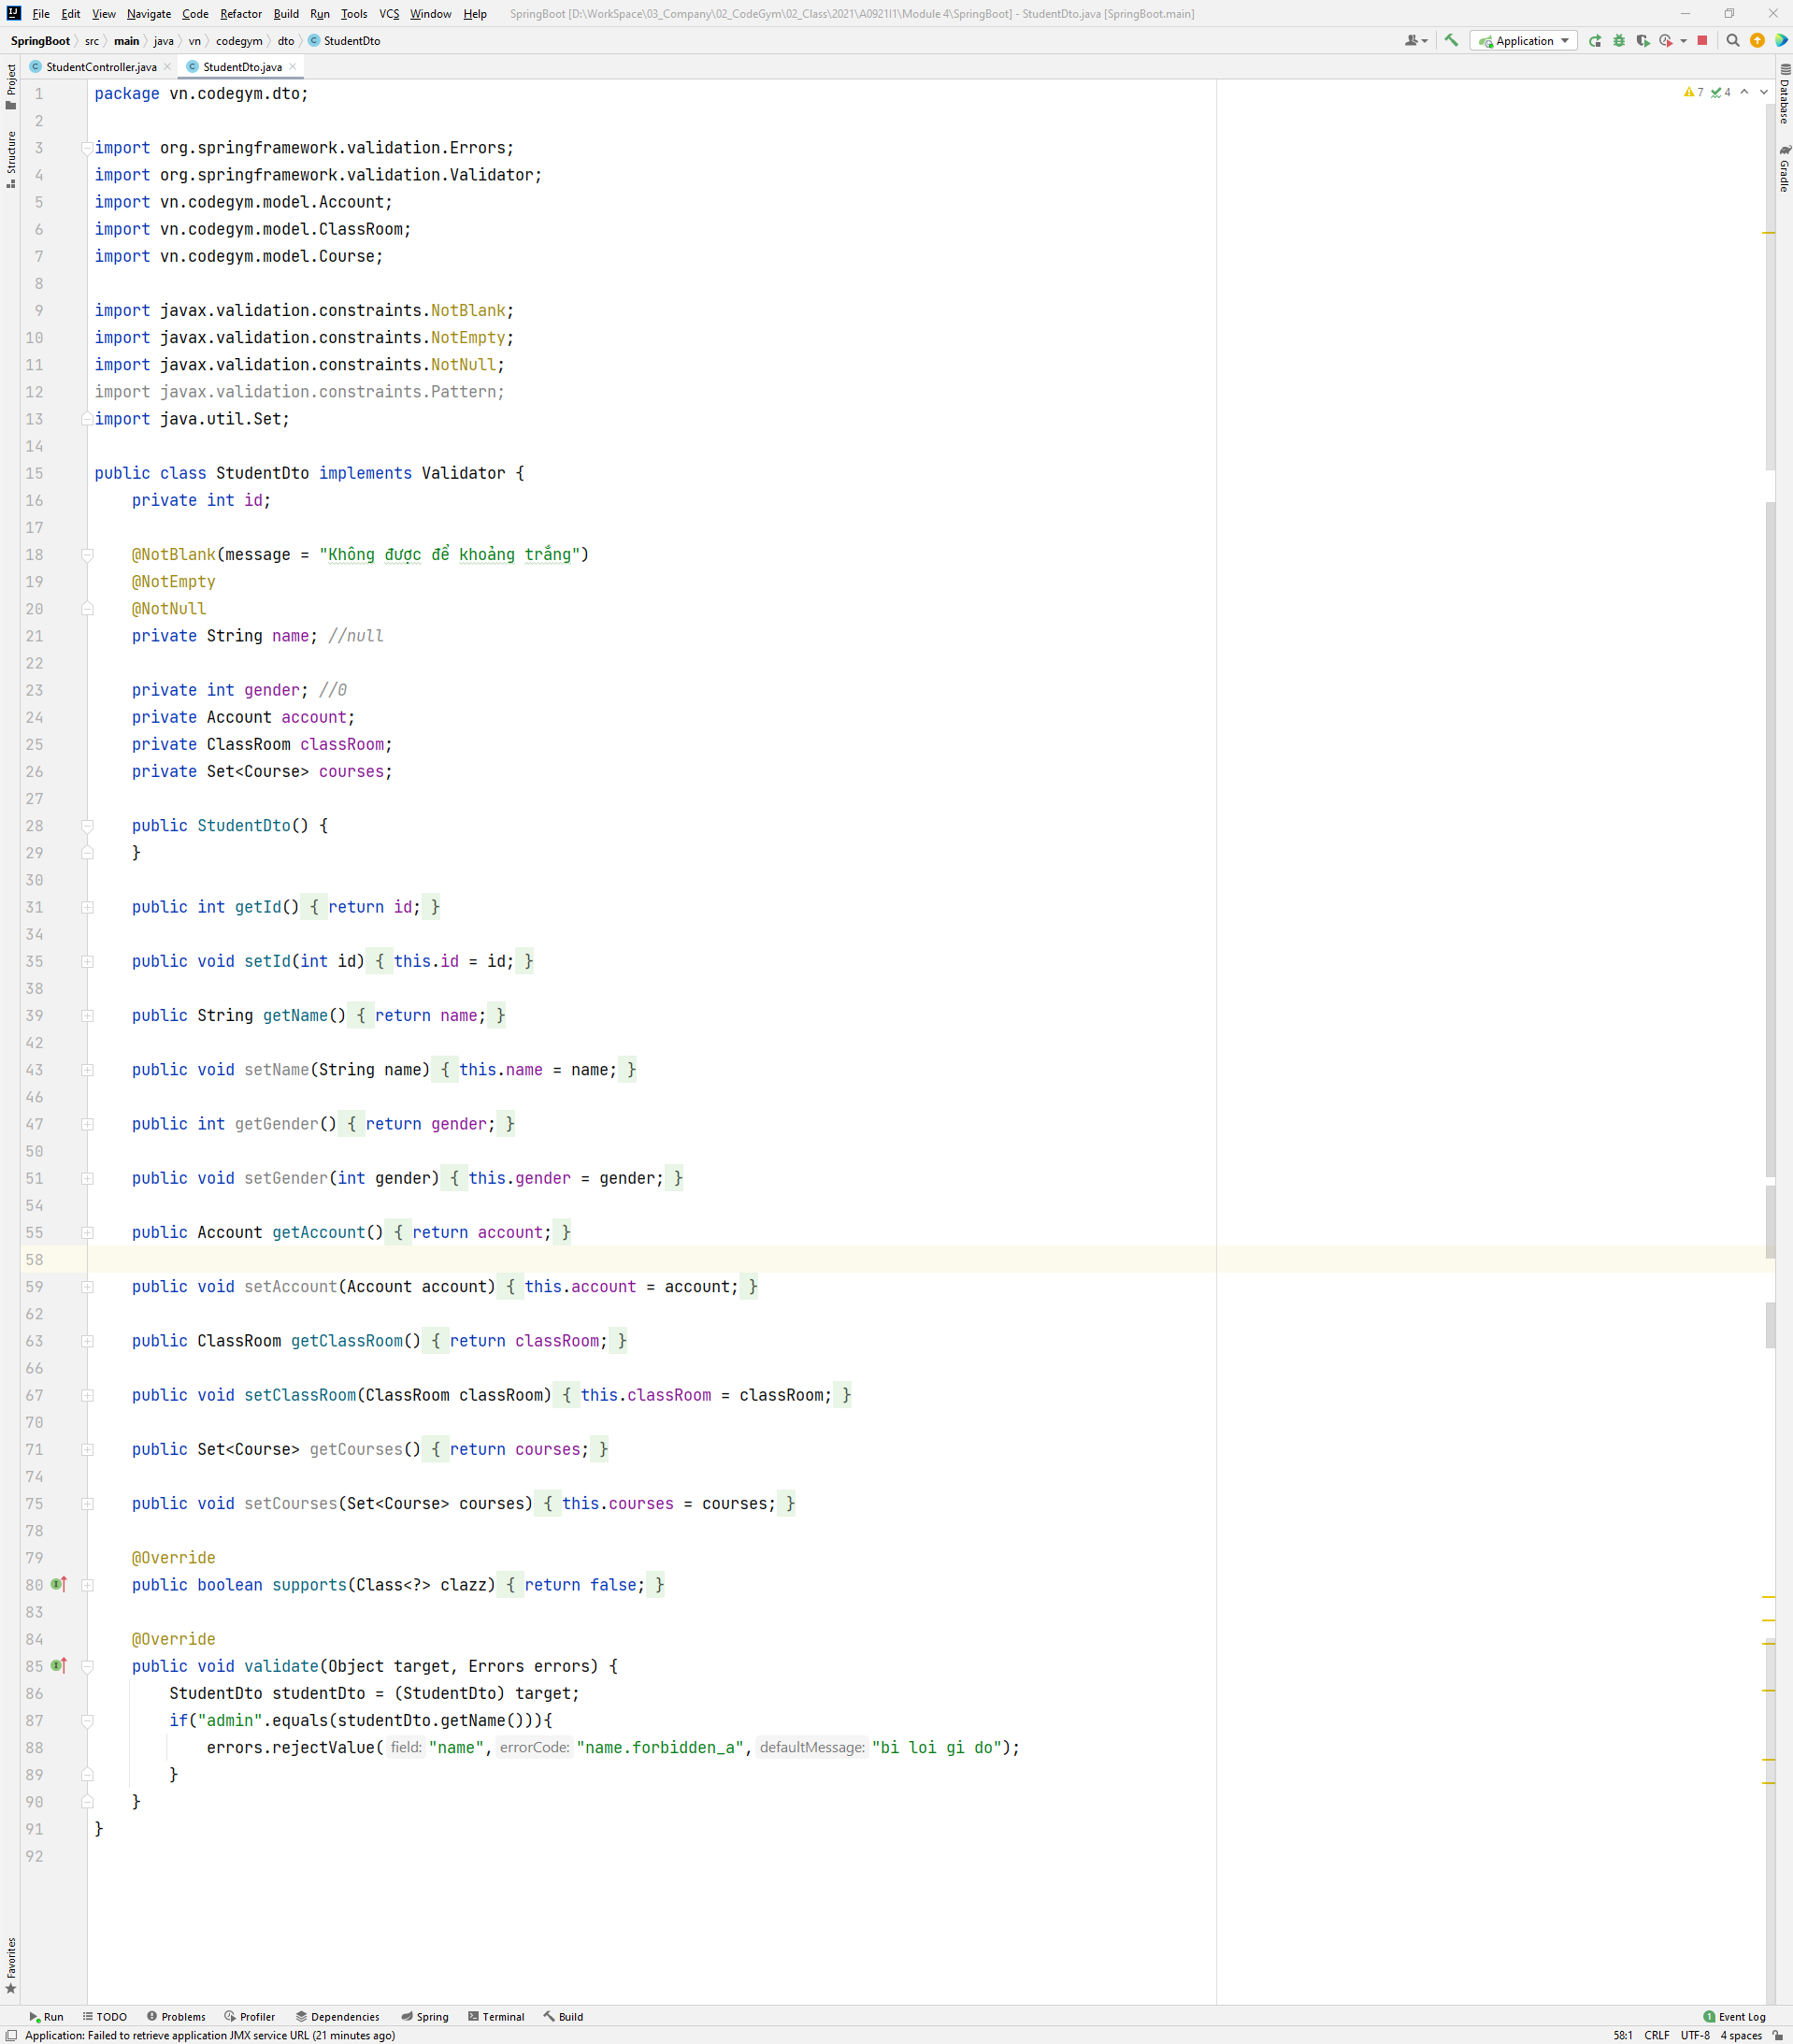 File Edit View Navigate Code Refactor Build Run Tools VCS Window Help SpringBoot [D:\WorkSpace\03_Company\02_CodeGym\02_Class\2021\A0921I1\Module 4\SpringBoot] - StudentDto.java [SpringBoot.main]
SpringBoot src main java vn codegym dto StudentDto Application
StudentController.java StudentDto.java
Project
Structure
Favorites
Database
Gradle
7 4
1 package vn.codegym.dto;
2
3 import org.springframework.validation.Errors;
4 import org.springframework.validation.Validator;
5 import vn.codegym.model.Account;
6 import vn.codegym.model.ClassRoom;
7 import vn.codegym.model.Course;
8
9 import javax.validation.constraints.NotBlank;
10 import javax.validation.constraints.NotEmpty;
11 import javax.validation.constraints.NotNull;
12 import javax.validation.constraints.Pattern;
13 import java.util.Set;
14
15 public class StudentDto implements Validator {
16 private int id;
17
18 @NotBlank(message = "Không được để khoảng trắng")
19 @NotEmpty
20 @NotNull
21 private String name; //null
22
23 private int gender; //0
24 private Account account;
25 private ClassRoom classRoom;
26 private Set<Course> courses;
27
28 public StudentDto() {
29 }
30
31 public int getId() { return id; }
34
35 public void setId(int id) { this.id = id; }
38
39 public String getName() { return name; }
42
43 public void setName(String name) { this.name = name; }
46
47 public int getGender() { return gender; }
50
51 public void setGender(int gender) { this.gender = gender; }
54
55 public Account getAccount() { return account; }
58
59 public void setAccount(Account account) { this.account = account; }
62
63 public ClassRoom getClassRoom() { return classRoom; }
66
67 public void setClassRoom(ClassRoom classRoom) { this.classRoom = classRoom; }
70
71 public Set<Course> getCourses() { return courses; }
74
75 public void setCourses(Set<Course> courses) { this.courses = courses; }
78
79 @Override
80 public boolean supports(Class<?> clazz) { return false; }
83
84 @Override
85 public void validate(Object target, Errors errors) {
86 StudentDto studentDto = (StudentDto) target;
87 if("admin".equals(studentDto.getName())){
88 errors.rejectValue( field: "name", errorCode: "name.forbidden_a", defaultMessage: "bi loi gi do");
89 }
90 }
91 }
92
Run TODO Problems Profiler Dependencies Spring Terminal Build 1 Event Log
Application: Failed to retrieve application JMX service URL (21 minutes ago) 58:1 CRLF UTF-8 4 spaces